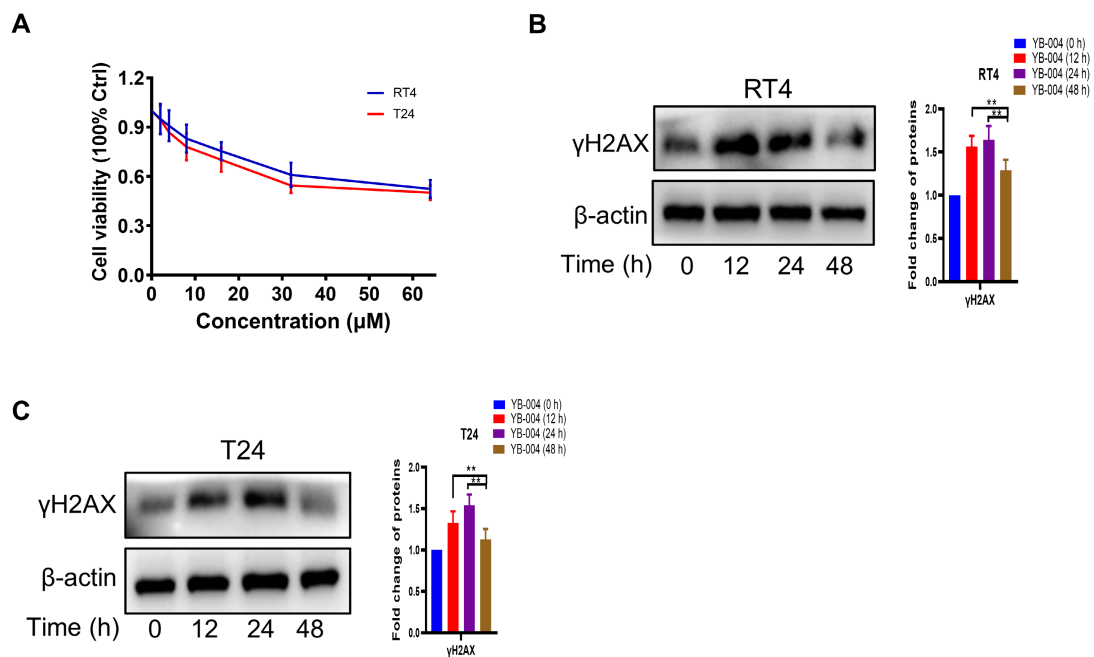 A
Cell viability (100% Ctrl)
1.2
0.9
0.6
0.3
0.0
0 10 20 30 40 50 60
Concentration (µM)
RT4
T24
B
RT4
γH2AX
β-actin
Time (h) 0 12 24 48
YB-004 (0 h)
YB-004 (12 h)
YB-004 (24 h)
YB-004 (48 h)
RT4
**
**
Fold change of proteins
2.0
1.5
1.0
0.5
0.0
γH2AX
C
T24
γH2AX
β-actin
Time (h) 0 12 24 48
YB-004 (0 h)
YB-004 (12 h)
YB-004 (24 h)
YB-004 (48 h)
T24
**
**
Fold change of proteins
2.0
1.5
1.0
0.5
0.0
γH2AX